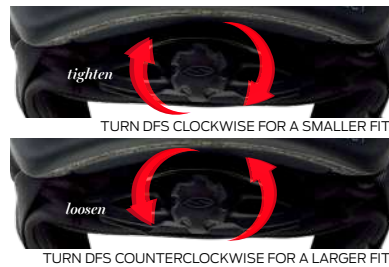 tighten
TURN DFS CLOCKWISE FOR A SMALLER FIT
loosen
TURN DFS COUNTERCLOCKWISE FOR A LARGER FIT